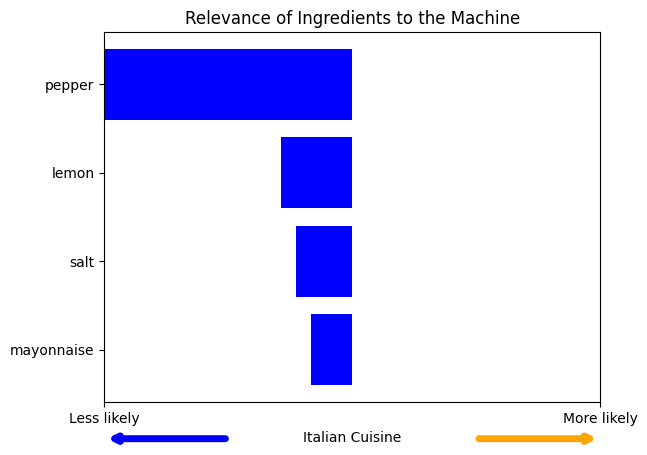 Relevance of Ingredients to the Machine
pepper
lemon
salt
mayonnaise
Less likely
More likely
Italian Cuisine